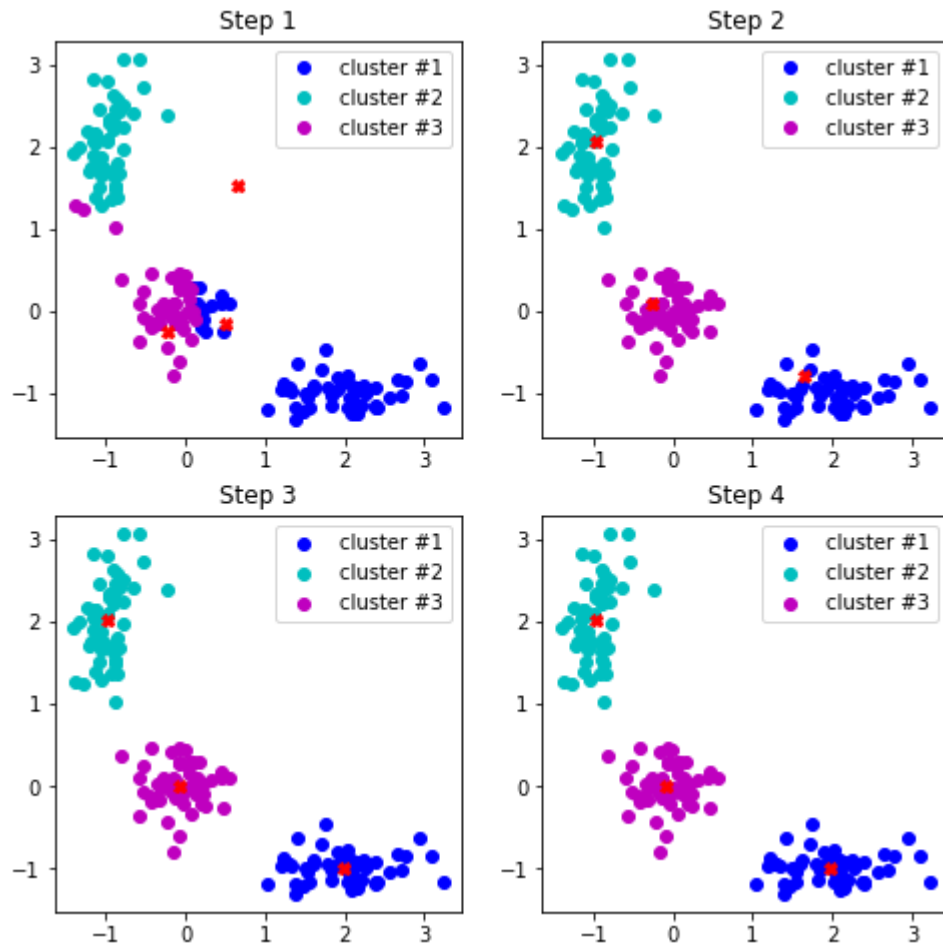 Step 1
cluster #1
cluster #2
cluster #3
3
2
1
0
−1
−1 0 1 2 3
Step 2
cluster #1
cluster #2
cluster #3
3
2
1
0
−1
−1 0 1 2 3
Step 3
cluster #1
cluster #2
cluster #3
3
2
1
0
−1
−1 0 1 2 3
Step 4
cluster #1
cluster #2
cluster #3
3
2
1
0
−1
−1 0 1 2 3